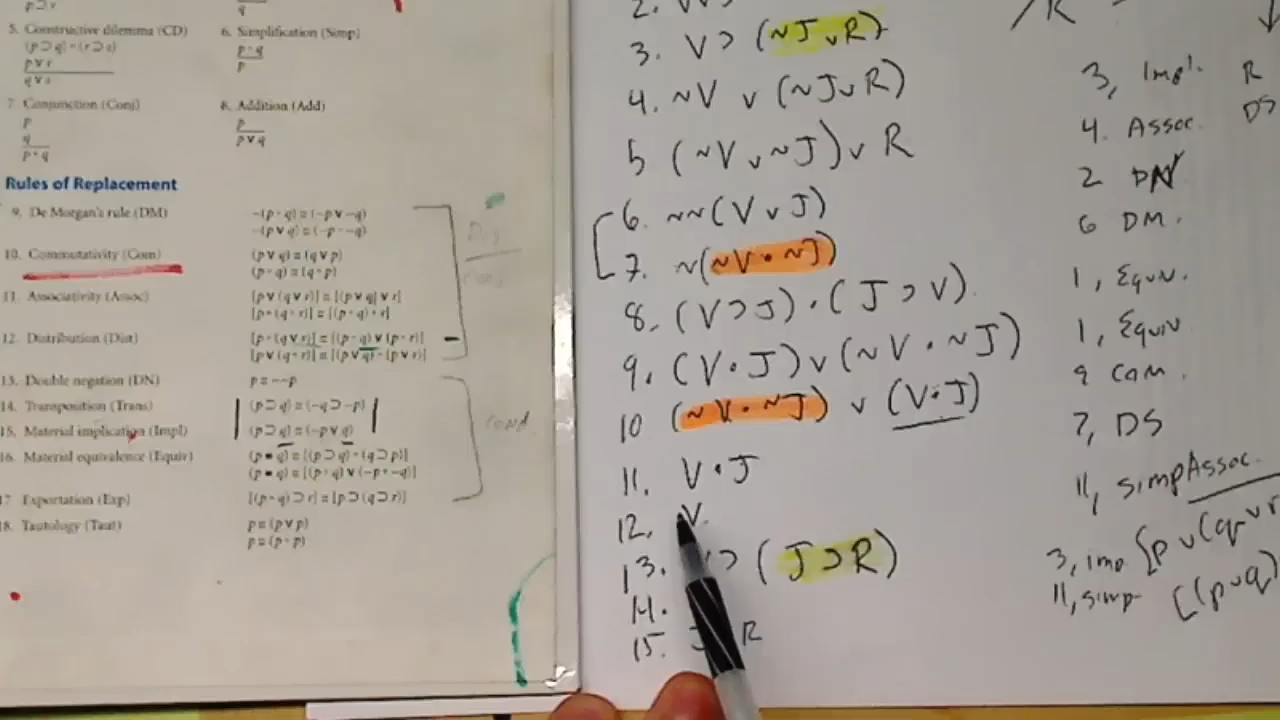 p ⊃ r
q
5. Constructive dilemma (CD)
(p ⊃ q) • (r ⊃ s)
p v r
q v s
6. Simplification (Simp)
p • q
p
7. Conjunction (Conj)
p
q
p • q
8. Addition (Add)
p
p v q
Rules of Replacement
9. De Morgan's rule (DM)
~(p • q) ≡ (~p v ~q)
~(p v q) ≡ (~p • ~q)
10. Commutativity (Com)
(p v q) ≡ (q v p)
(p • q) ≡ (q • p)
11. Associativity (Assoc)
[p v (q v r)] ≡ [(p v q) v r]
[p • (q • r)] ≡ [(p • q) • r]
12. Distribution (Dist)
[p • (q v r)] ≡ [(p • q) v (p • r)]
[p v (q • r)] ≡ [(p v q) • (p v r)]
13. Double negation (DN)
p ≡ ~~p
14. Transposition (Trans)
(p ⊃ q) ≡ (~q ⊃ ~p)
15. Material implication (Impl)
(p ⊃ q) ≡ (~p v q)
16. Material equivalence (Equiv)
(p ≡ q) ≡ [(p ⊃ q) • (q ⊃ p)]
(p ≡ q) ≡ [(p • q) v (~p • ~q)]
17 Exportation (Exp)
[(p • q) ⊃ r] ≡ [p ⊃ (q ⊃ r)]
18. Tautology (Taut)
p ≡ (p v p)
p ≡ (p • p)
cond.
2.
/R
3. V ⊃ (~J v R)
4. ~V v (~J v R) 3, Impl. R
5 (~V v ~J) v R 4. Assoc. DS
6. ~~(V v J) 2 DN
7. ~(~V • ~J) 6 DM.
8. (V ⊃ J) • (J ⊃ V) 1, Equiv.
9. (V • J) v (~V • ~J) 1, Equiv
10 (~V • ~J) v (V • J) 9 com.
11. V • J 7, DS
12. V 11, simp Assoc.
13. ⊃ (J ⊃ R) 3, imp [p v (q v r
14. 11, simp [(p v q)
15. J R